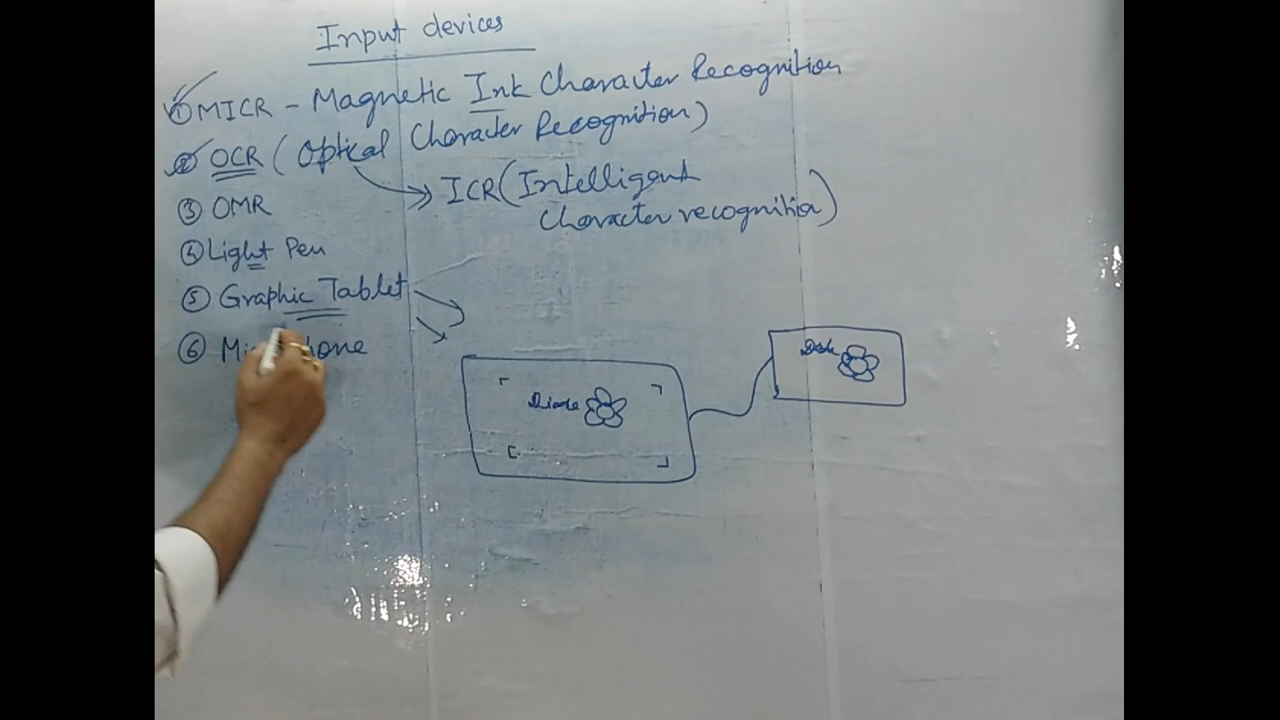 Input devices
① MICR - Magnetic Ink Character Recognition
② OCR (Optical Character Recognition)
ICR (Intelligent
Character recognition)
③ OMR
④ Light Pen
⑤ Graphic Tablet
⑥